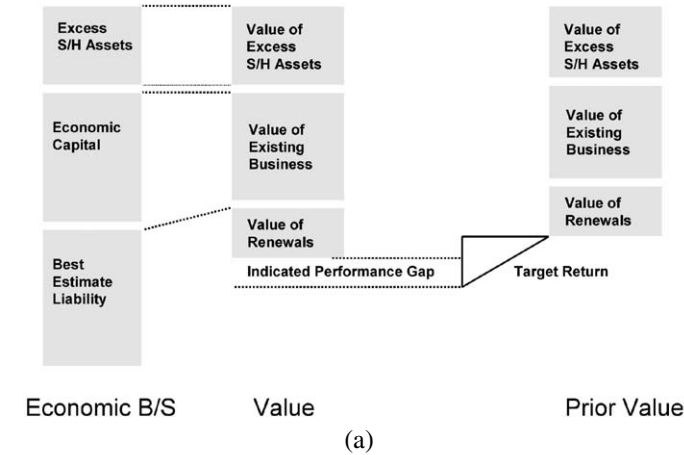 Excess
S/H Assets
Economic
Capital
Best
Estimate
Liability
Value of
Excess
S/H Assets
Value of
Existing
Business
Value of
Renewals
Indicated Performance Gap
Target Return
Value of
Excess
S/H Assets
Value of
Existing
Business
Value of
Renewals
Economic B/S
Value
Prior Value
(a)